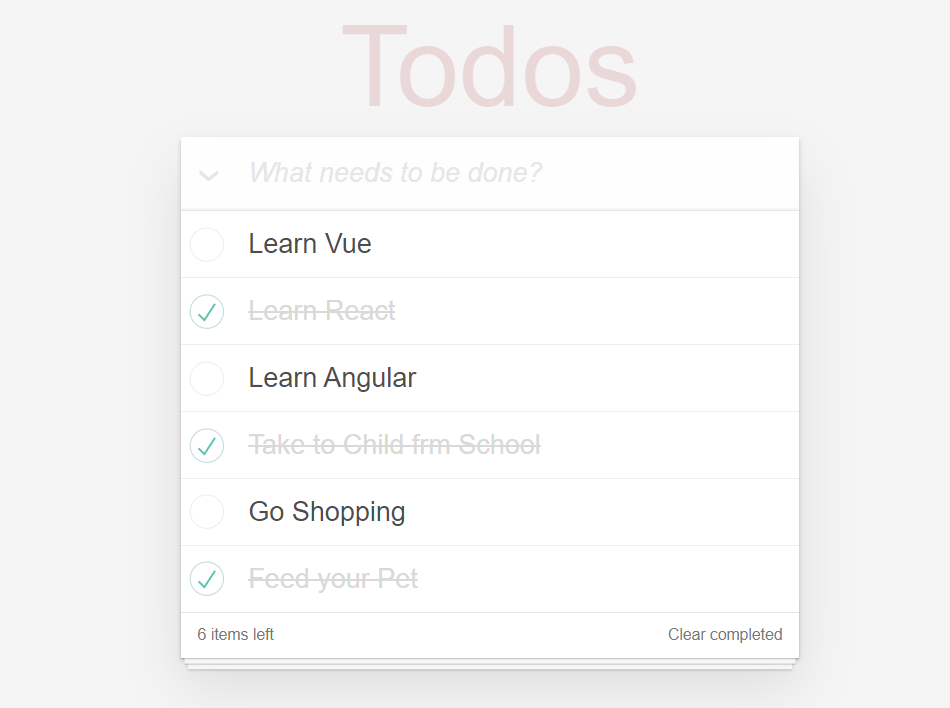 Todos
What needs to be done?
Learn Vue
Learn React
Learn Angular
Take to Child frm School
Go Shopping
Feed your Pet
6 items left
Clear completed